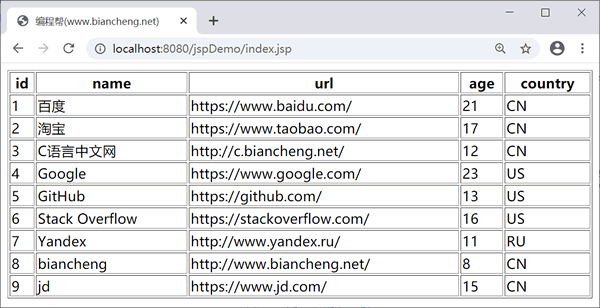 编程帮(www.biancheng.net)
localhost:8080/jspDemo/index.jsp
id name url age country
1 百度 https://www.baidu.com/ 21 CN
2 淘宝 https://www.taobao.com/ 17 CN
3 C语言中文网 http://c.biancheng.net/ 12 CN
4 Google https://www.google.com/ 23 US
5 GitHub https://github.com/ 13 US
6 Stack Overflow https://stackoverflow.com/ 16 US
7 Yandex http://www.yandex.ru/ 11 RU
8 biancheng http://www.biancheng.net/ 8 CN
9 jd https://www.jd.com/ 15 CN